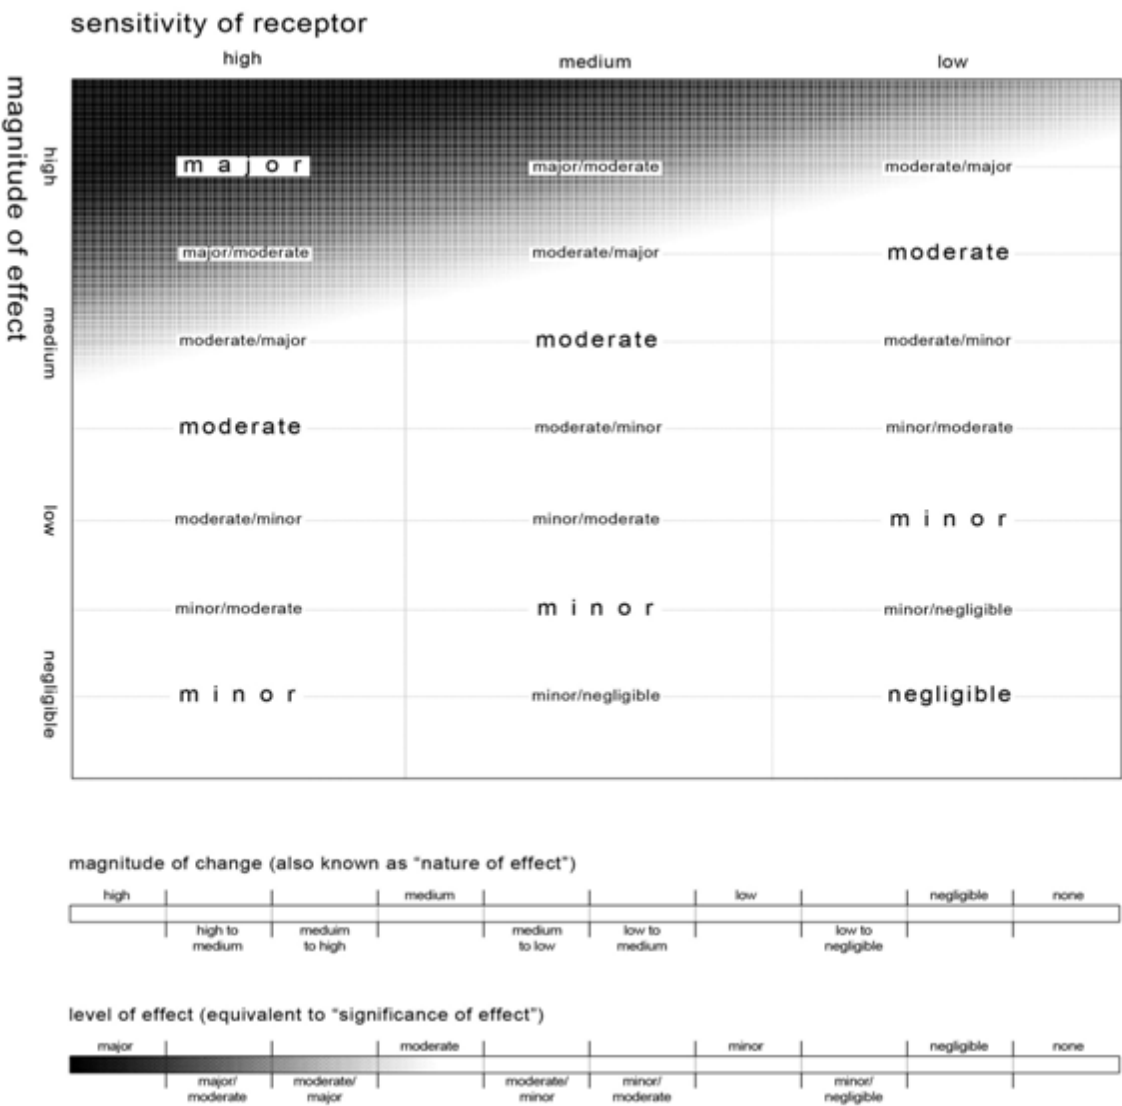 sensitivity of receptor
high medium low
magnitude of effect
high
m a j o r major/moderate moderate/major
major/moderate moderate/major moderate
medium
moderate/major moderate moderate/minor
moderate moderate/minor minor/moderate
low
moderate/minor minor/moderate m i n o r
minor/moderate m i n o r minor/negligible
negligible
m i n o r minor/negligible negligible
magnitude of change (also known as “nature of effect”)
high medium low negligible none
high to meduim medium low to low to
medium to high to low medium negligible
level of effect (equivalent to “significance of effect”)
major moderate minor negligible none
major/ moderate/ moderate/ minor/ minor/
moderate major minor moderate negligible